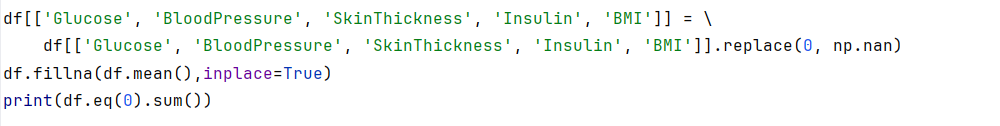 df[['Glucose', 'BloodPressure', 'SkinThickness', 'Insulin', 'BMI']] = \
    df[['Glucose', 'BloodPressure', 'SkinThickness', 'Insulin', 'BMI']].replace(0, np.nan)
df.fillna(df.mean(),inplace=True)
print(df.eq(0).sum())